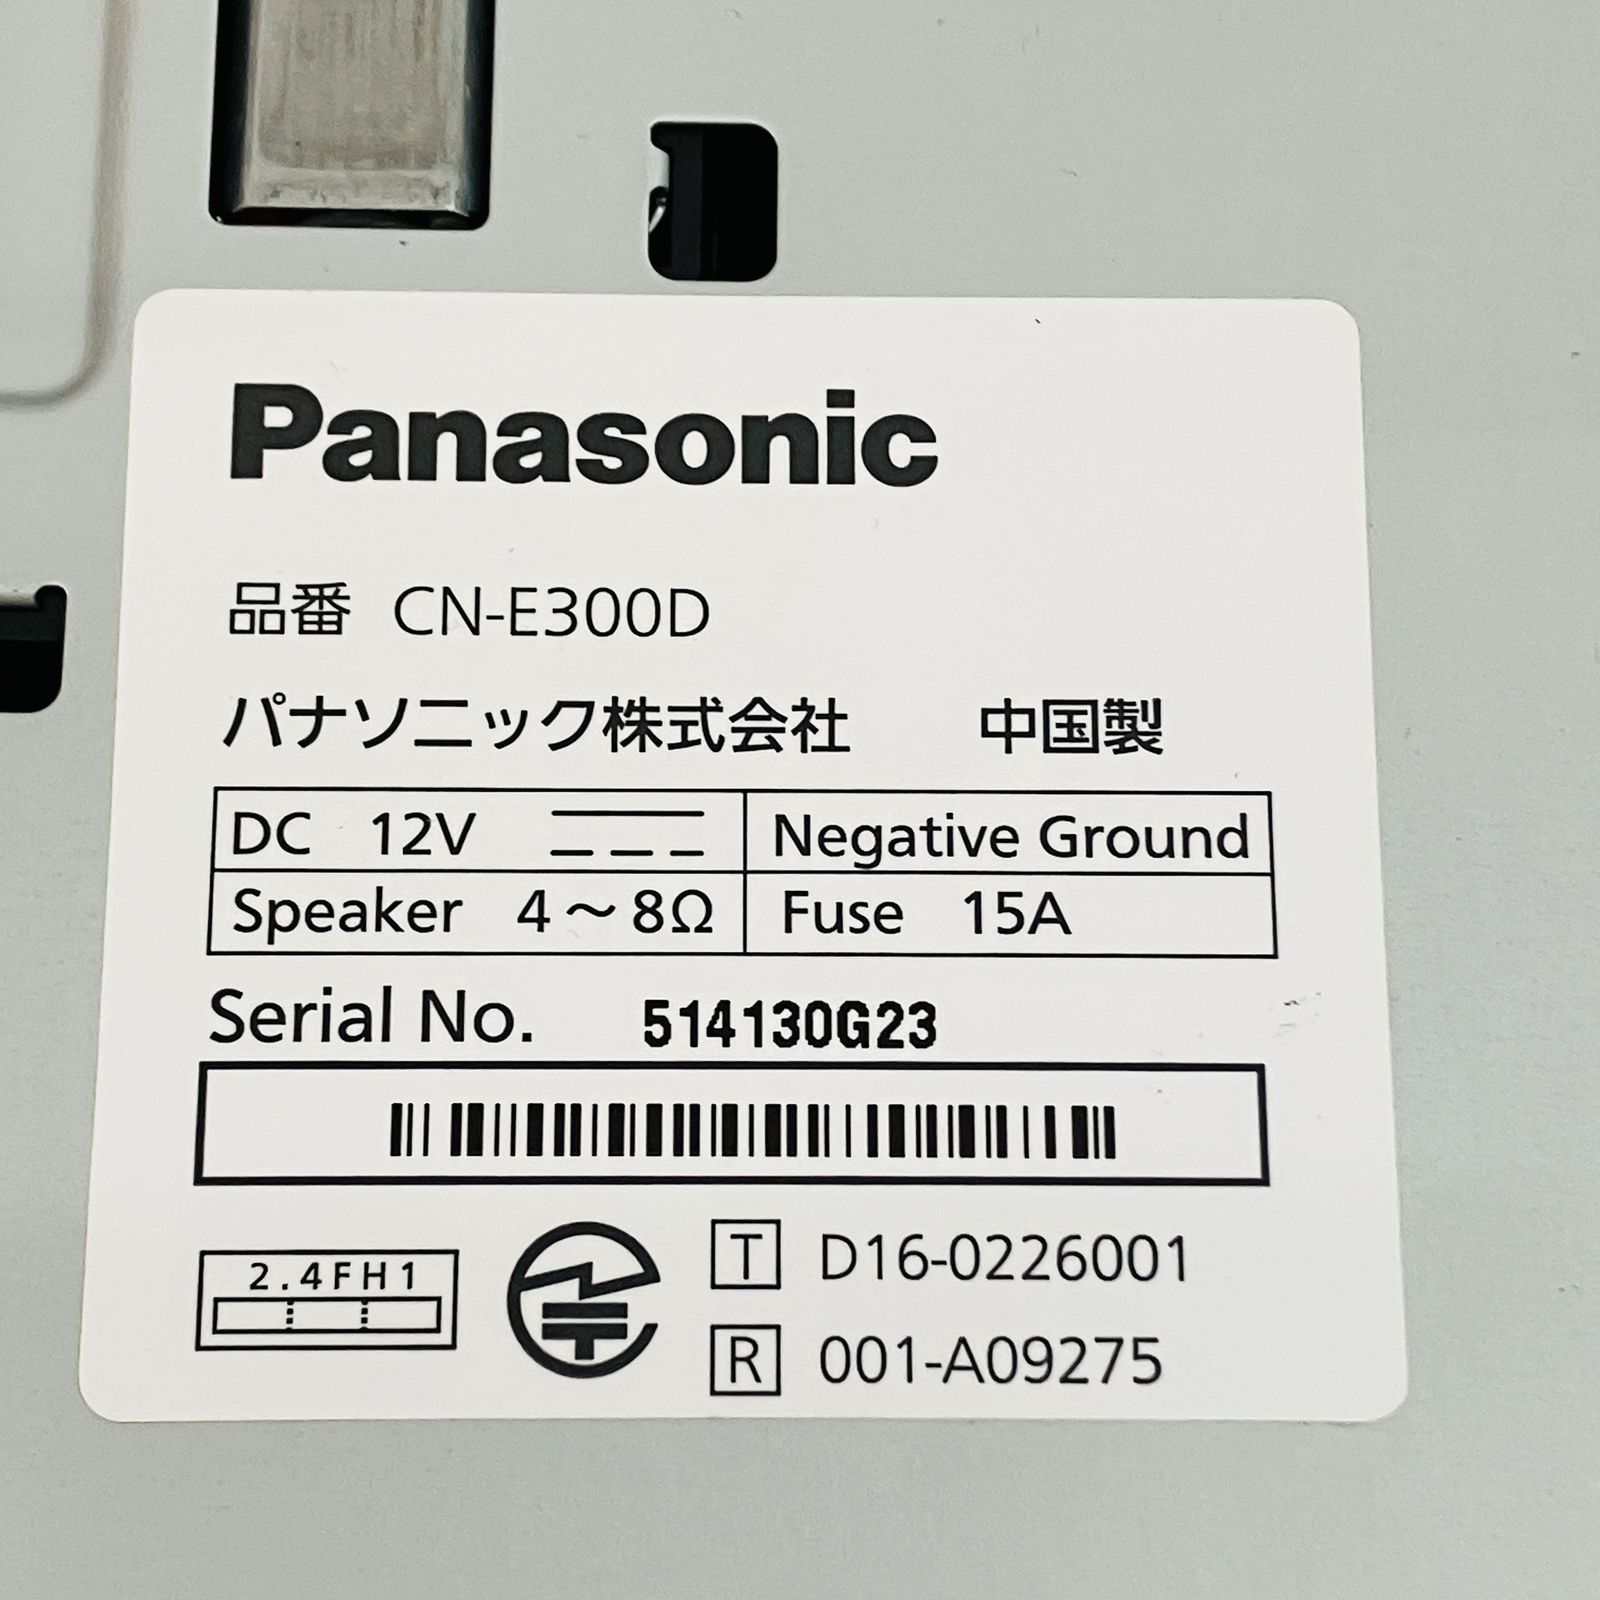 Panasonic
品番 CN-E300D
パナソニック株式会社 中国製
DC 12V Negative Ground
Speaker 4～8Ω Fuse 15A
Serial No. 514130G23
2.4FH1
T D16-0226001
R 001-A09275